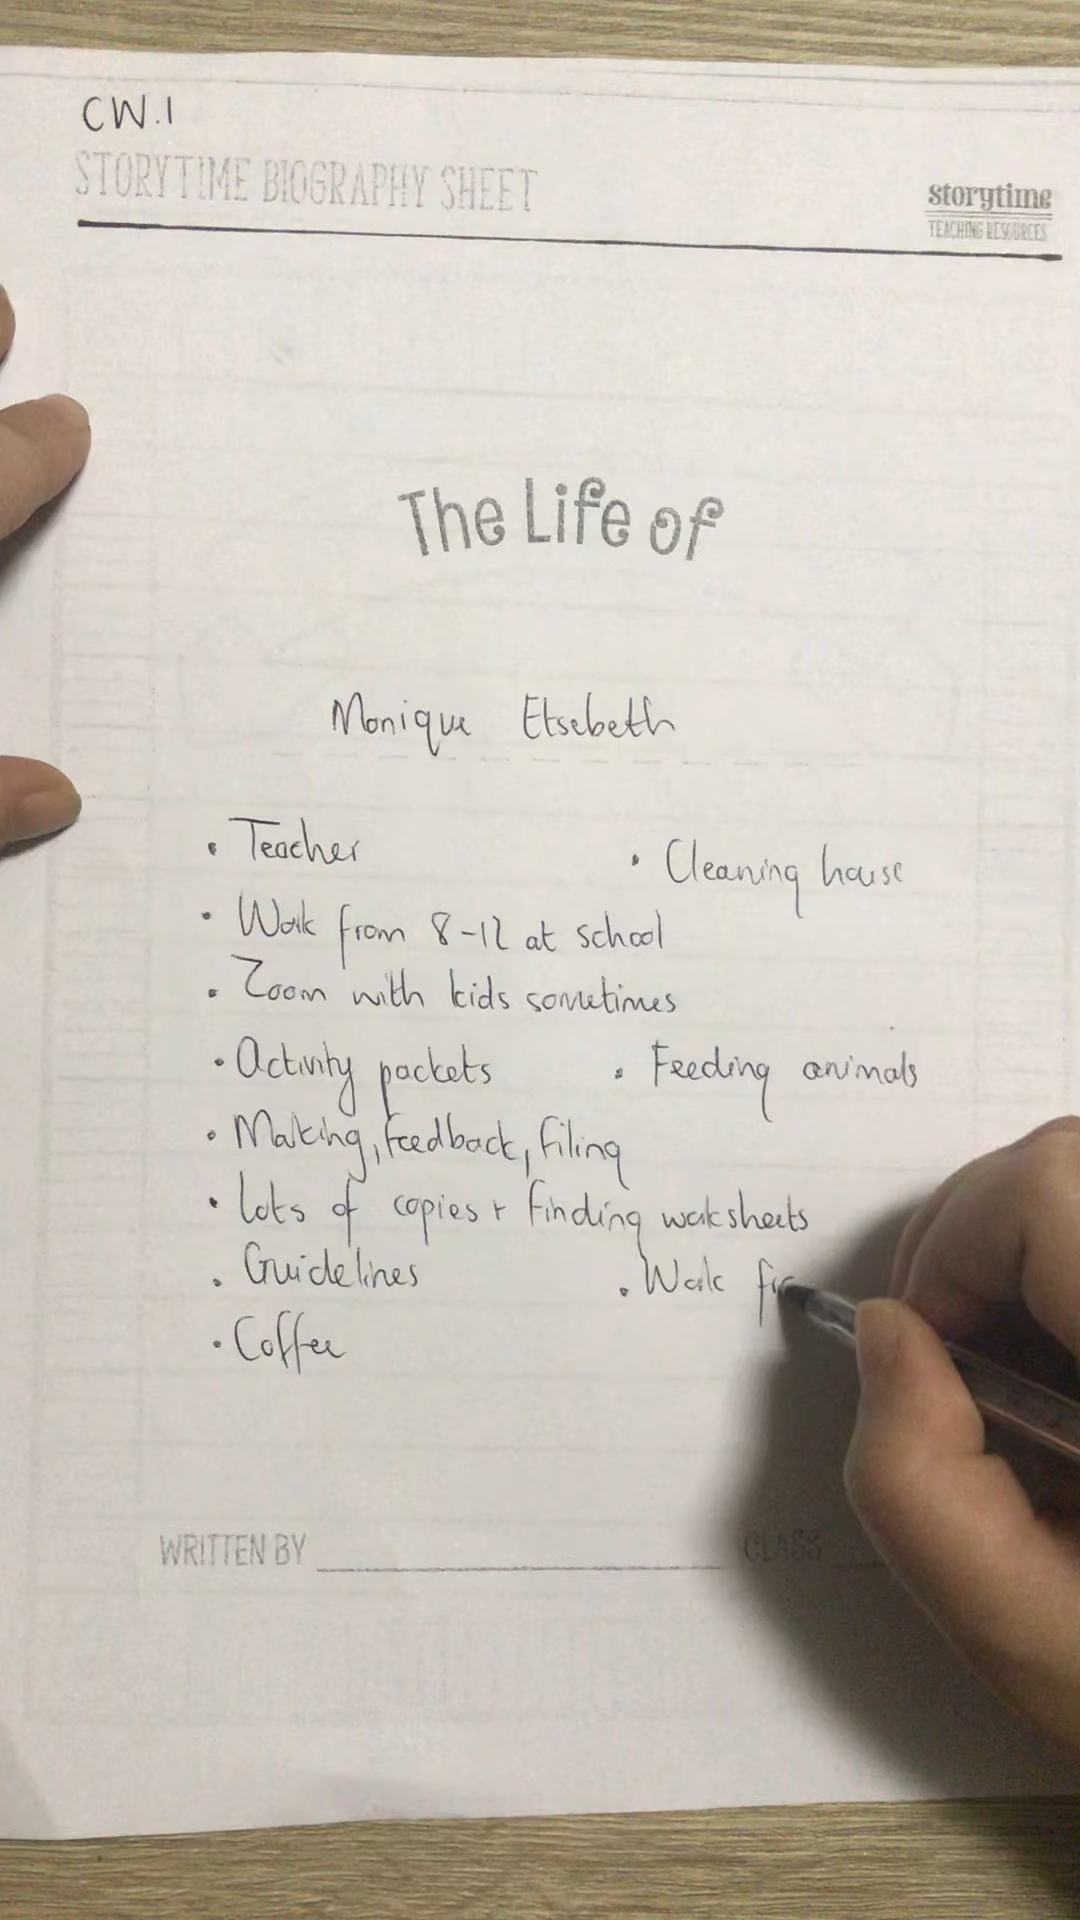 CW.1
STORYTIME BIOGRAPHY SHEET
storytime
TEACHING RESOURCES
The Life of
Monique Etsebeth
• Teacher
• Cleaning house
• Work from 8-12 at school
• Zoom with kids sometimes
• Activity packets
• Feeding animals
• Making, feedback, filing
• Lots of copies + finding worksheets
• Guidelines
• Work
• Coffee
WRITTEN BY
CLASS